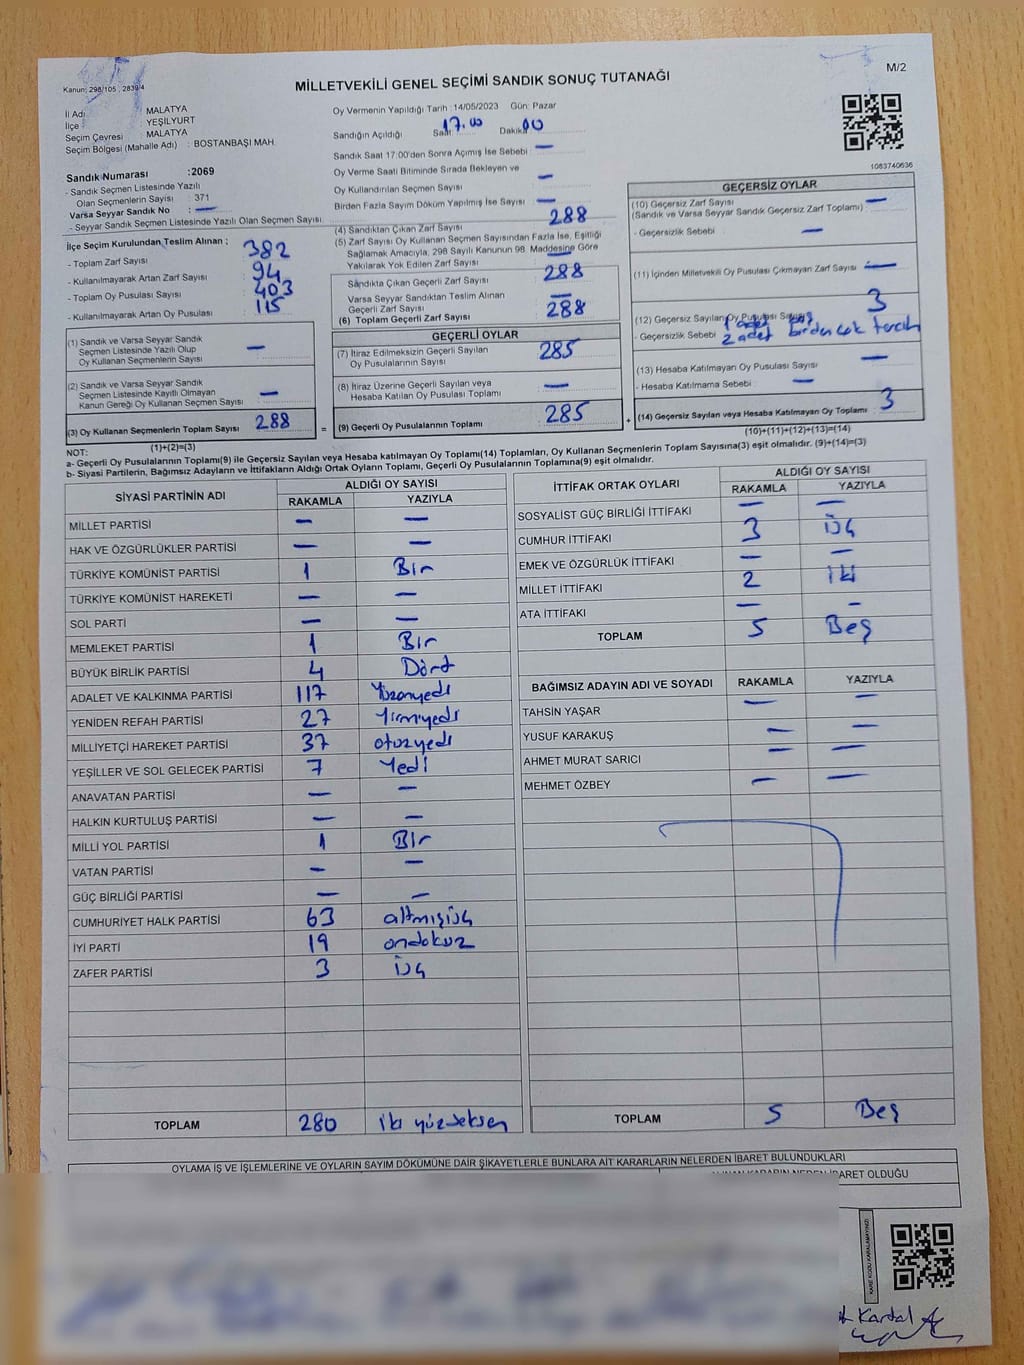 MİLLETVEKİLİ GENEL SEÇİMİ SANDIK SONUÇ TUTANAĞI
M/2
Kanun: 298/105 , 2839/4
İl Adı MALATYA
İlçe YEŞİLYURT
Seçim Çevresi MALATYA
Seçim Bölgesi (Mahalle Adı) : BOSTANBAŞI MAH.
Sandık Numarası :2069
- Sandık Seçmen Listesinde Yazılı
Olan Seçmenlerin Sayısı : 371
Varsa Seyyar Sandık No : —
- Seyyar Sandık Seçmen Listesinde Yazılı Olan Seçmen Sayısı
İlçe Seçim Kurulundan Teslim Alınan ;
- Toplam Zarf Sayısı : 382
- Kullanılmayarak Artan Zarf Sayısı : 94
- Toplam Oy Pusulası Sayısı : 403
- Kullanılmayarak Artan Oy Pusulası : 115
(1) Sandık ve Varsa Seyyar Sandık
Seçmen Listesinde Yazılı Olup
Oy Kullanan Seçmenlerin Sayısı —
(2) Sandık ve Varsa Seyyar Sandık
Seçmen Listesinde Kayıtlı Olmayan
Kanun Gereği Oy Kullanan Seçmen Sayısı —
(3) Oy Kullanan Seçmenlerin Toplam Sayısı 288
(1)+(2)=(3)
Oy Vermenin Yapıldığı Tarih :14/05/2023 Gün: Pazar
Sandığın Açıldığı Saat 17.00 Dakika 00
Sandık Saat 17:00'den Sonra Açımış İse Sebebi : —
Oy Verme Saati Bitiminde Sırada Bekleyen ve
Oy Kullandırılan Seçmen Sayısı : —
Birden Fazla Sayım Döküm Yapılmış İse Sayısı : —
(4) Sandıktan Çıkan Zarf Sayısı 288
(5) Zarf Sayısı Oy Kullanan Seçmen Sayısından Fazla İse, Eşitliği
Sağlamak Amacıyla, 298 Sayılı Kanunun 98. Maddesine Göre
Yakılarak Yok Edilen Zarf Sayısı —
Sandıkta Çıkan Geçerli Zarf Sayısı 288
Varsa Seyyar Sandıktan Teslim Alınan
Geçerli Zarf Sayısı —
(6) Toplam Geçerli Zarf Sayısı 288
GEÇERLİ OYLAR
(7) İtiraz Edilmeksizin Geçerli Sayılan
Oy Pusulalarının Sayısı 285
(8) İtiraz Üzerine Geçerli Sayılan veya
Hesaba Katılan Oy Pusulası Toplamı —
= (9) Geçerli Oy Pusulalarının Toplamı 285 +
1083740636
GEÇERSİZ OYLAR
(10) Geçersiz Zarf Sayısı —
(Sandık ve Varsa Seyyar Sandık Geçersiz Zarf Toplamı)
- Geçersizlik Sebebi : —
(11) İçinden Milletvekili Oy Pusulası Çıkmayan Zarf Sayısı —
(12) Geçersiz Sayılan Oy Pusulası Sayısı 3
1 adet boş
- Geçersizlik Sebebi 2 adet birden çok tercih
(13) Hesaba Katılmayan Oy Pusulası Sayısı —
- Hesaba Katılmama Sebebi : —
(14) Geçersiz Sayılan veya Hesaba Katılmayan Oy Toplamı 3
(10)+(11)+(12)+(13)=(14)
NOT:
a- Geçerli Oy Pusulalarının Toplamı(9) ile Geçersiz Sayılan veya Hesaba katılmayan Oy Toplamı(14) Toplamları, Oy Kullanan Seçmenlerin Toplam Sayısına(3) eşit olmalıdır. (9)+(14)=(3)
b- Siyasi Partilerin, Bağımsız Adayların ve İttifakların Aldığı Ortak Oyların Toplamı, Geçerli Oy Pusulalarının Toplamına(9) eşit olmalıdır.
SİYASİ PARTİNİN ADI ALDIĞI OY SAYISI
RAKAMLA YAZIYLA
MİLLET PARTİSİ — —
HAK VE ÖZGÜRLÜKLER PARTİSİ — —
TÜRKİYE KOMÜNİST PARTİSİ 1 Bir
TÜRKİYE KOMÜNİST HAREKETİ — —
SOL PARTİ — —
MEMLEKET PARTİSİ 1 Bir
BÜYÜK BİRLİK PARTİSİ 4 Dört
ADALET VE KALKINMA PARTİSİ 117 Yüzonyedi
YENİDEN REFAH PARTİSİ 27 Yirmiyedi
MİLLİYETÇİ HAREKET PARTİSİ 37 otuzyedi
YEŞİLLER VE SOL GELECEK PARTİSİ 7 Yedi
ANAVATAN PARTİSİ — —
HALKIN KURTULUŞ PARTİSİ — —
MİLLİ YOL PARTİSİ 1 Bir
VATAN PARTİSİ — —
GÜÇ BİRLİĞİ PARTİSİ — —
CUMHURİYET HALK PARTİSİ 63 altmışüç
İYİ PARTİ 19 ondokuz
ZAFER PARTİSİ 3 Üç
TOPLAM 280 iki yüzseksen
İTTİFAK ORTAK OYLARI ALDIĞI OY SAYISI
RAKAMLA YAZIYLA
SOSYALİST GÜÇ BİRLİĞİ İTTİFAKI — —
CUMHUR İTTİFAKI 3 Üç
EMEK VE ÖZGÜRLÜK İTTİFAKI — —
MİLLET İTTİFAKI 2 iki
ATA İTTİFAKI — —
TOPLAM 5 Beş
BAĞIMSIZ ADAYIN ADI VE SOYADI RAKAMLA YAZIYLA
TAHSİN YAŞAR — —
YUSUF KARAKUŞ — —
AHMET MURAT SARICI — —
MEHMET ÖZBEY — —
TOPLAM 5 Beş
OYLAMA İŞ VE İŞLEMLERİNE VE OYLARIN SAYIM DÖKÜMÜNE DAİR ŞİKAYETLERLE BUNLARA AİT KARARLARIN NELERDEN İBARET BULUNDUKLARI
İBARET OLDUĞU
KARE KODU KARALAMAYINIZ!
Kartal